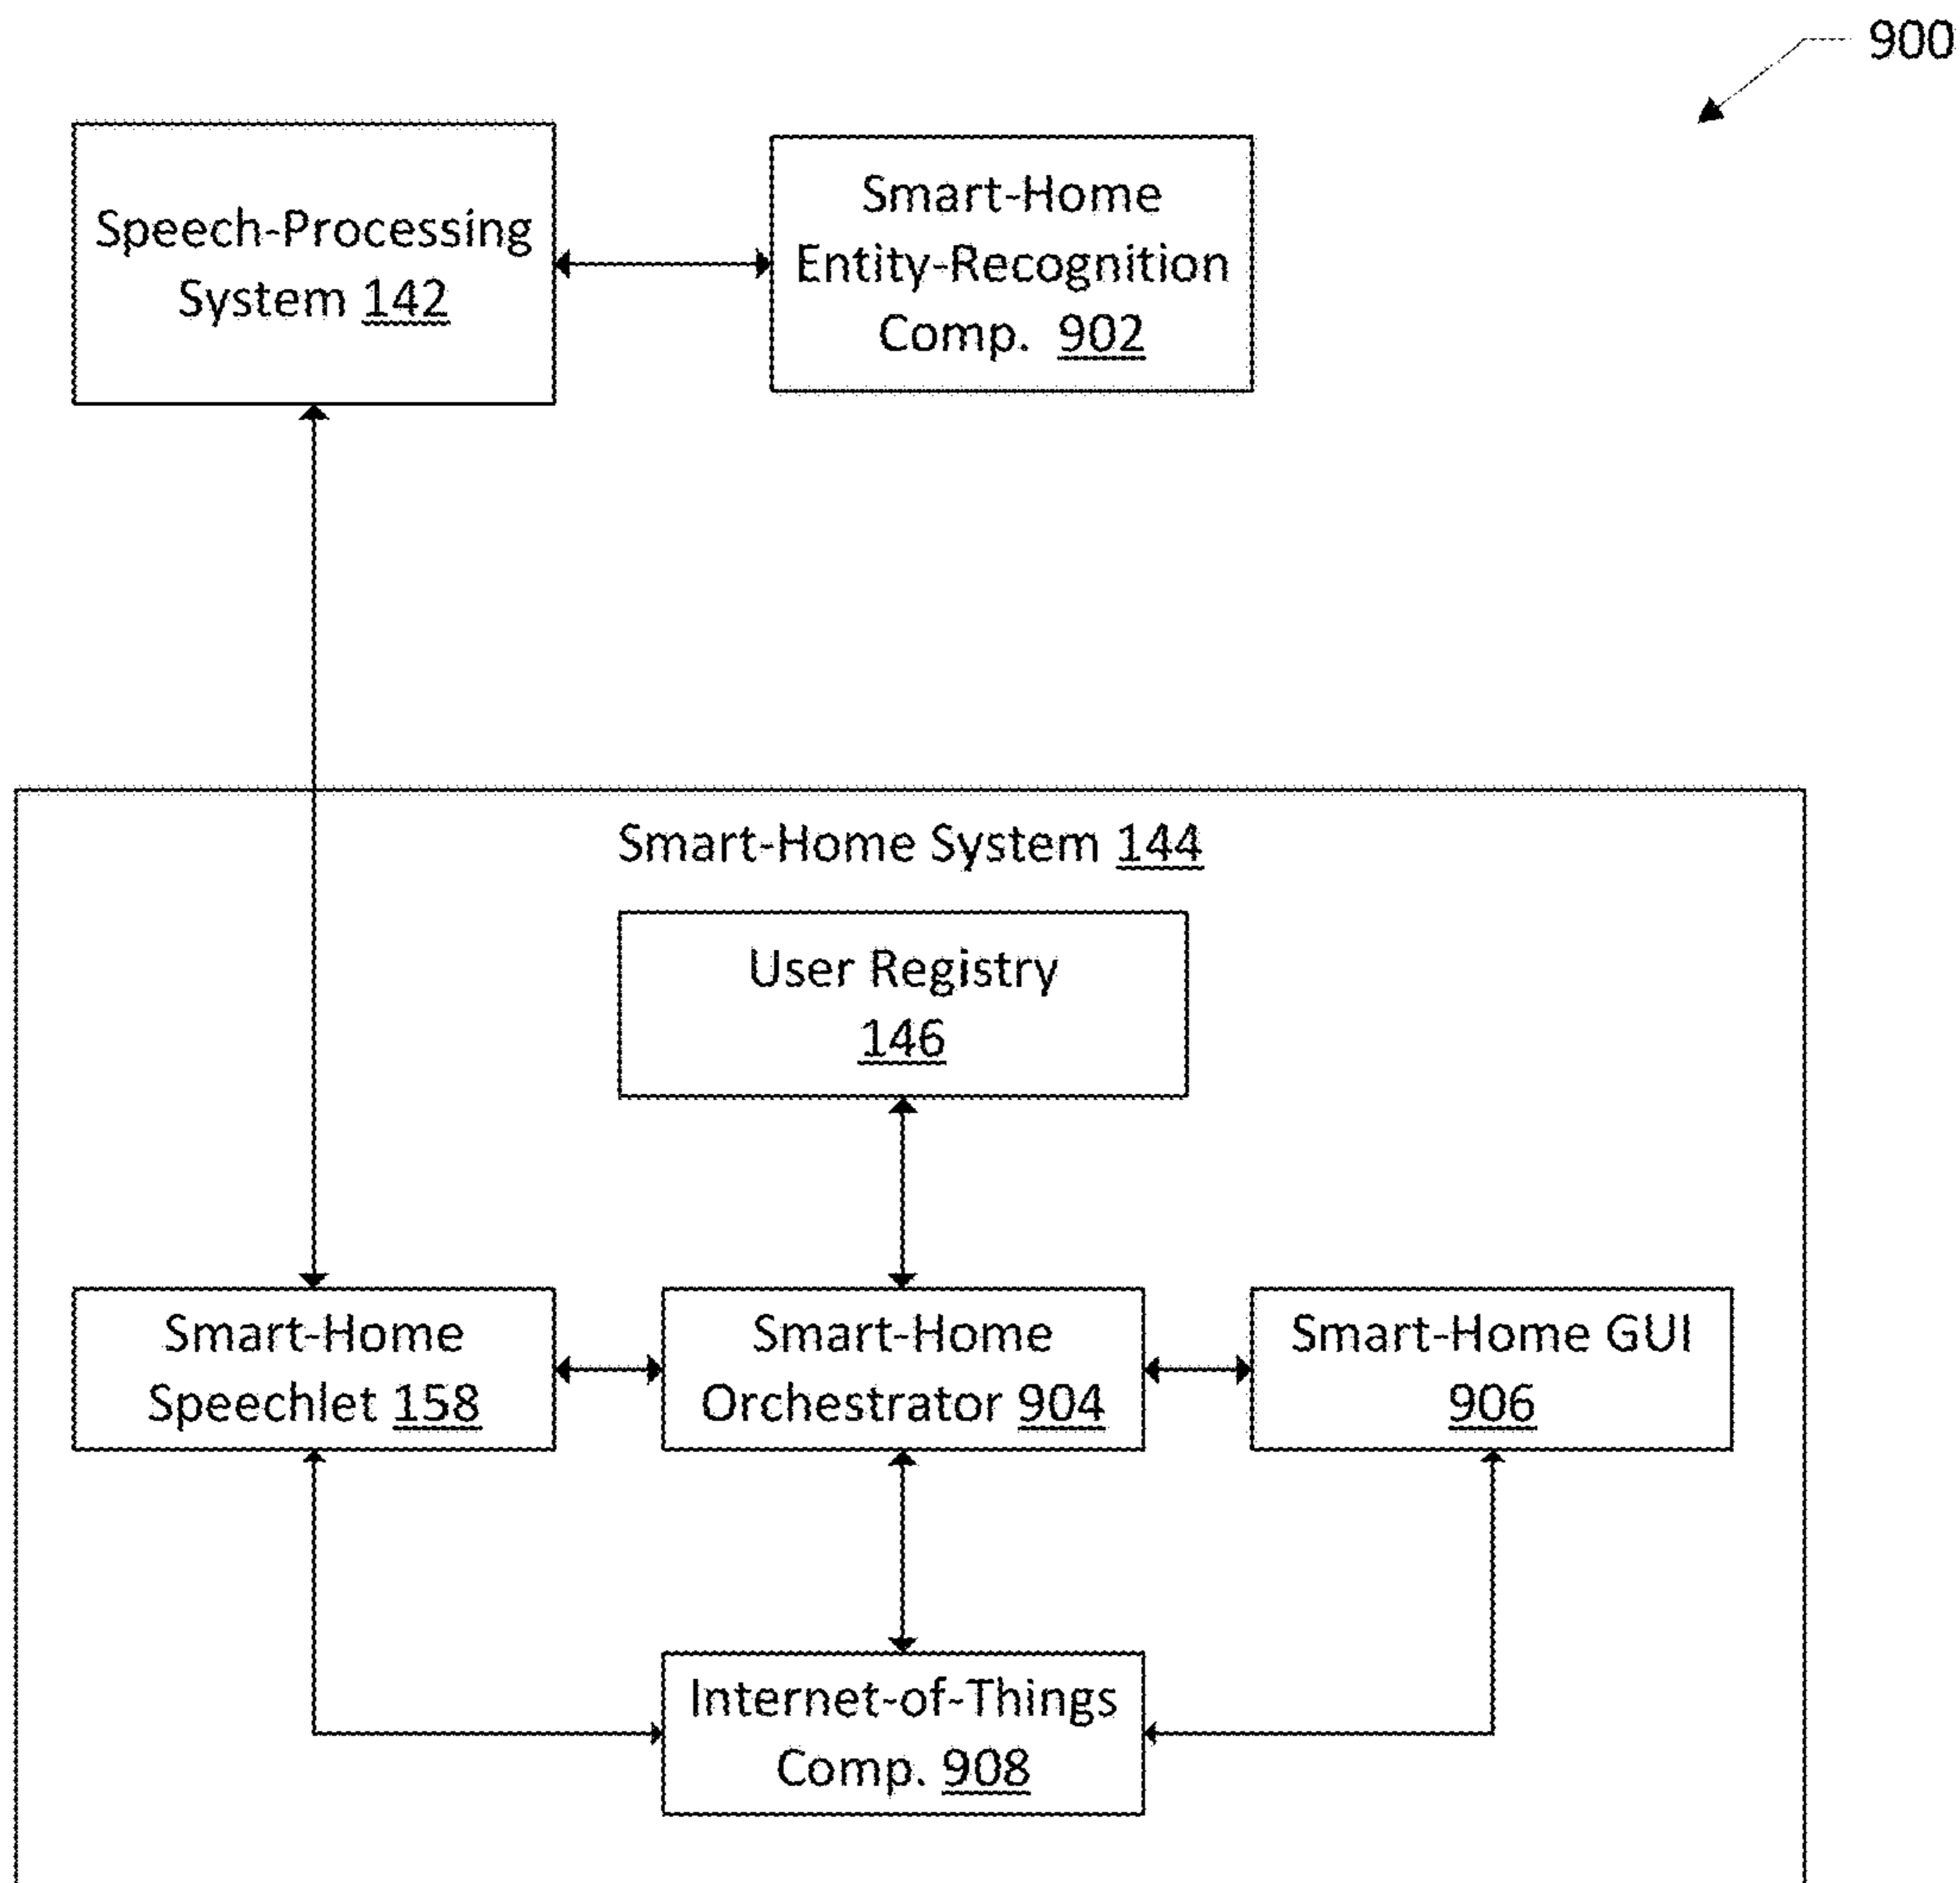 900
Speech-Processing
System 142
Smart-Home
Entity-Recognition
Comp. 902
Smart-Home System 144
User Registry
146
Smart-Home
Speechlet 158
Smart-Home
Orchestrator 904
Smart-Home GUI
906
Internet-of-Things
Comp. 908